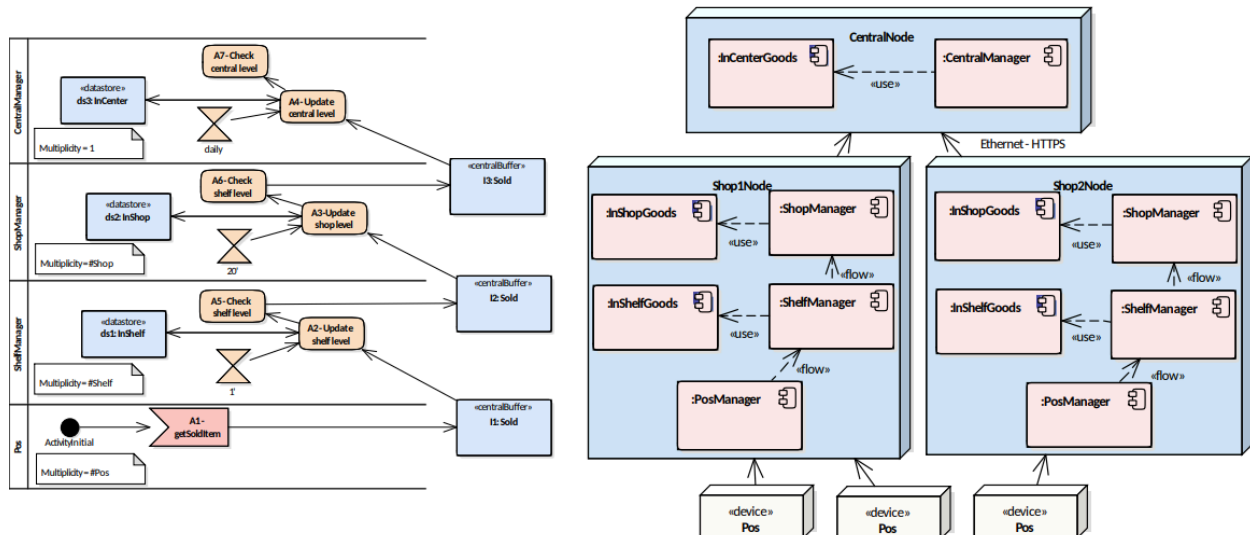 CentralManager
A7- Check
central level
«datastore»
ds3: InCenter
A4- Update
central level
daily
Multiplicity = 1
ShopManager
A6- Check
shelf level
«centralBuffer»
I3: Sold
«datastore»
ds2: InShop
A3-Update
shop level
20'
Multiplicity= #Shop
ShelfManager
A5- Check
shelf level
«centralBuffer»
I2: Sold
«datastore»
ds1: InShelf
A2- Update
shelf level
1'
Multiplicity= #Shelf
Pos
ActivityInitial
A1-
getSoldItem
«centralBuffer»
I1: Sold
Multiplicity= #Pos
CentralNode
:InCenterGoods
:CentralManager
«use»
Ethernet - HTTPS
Shop1Node
:InShopGoods
:ShopManager
«use»
«flow»
:InShelfGoods
:ShelfManager
«use»
«flow»
:PosManager
Shop2Node
:InShopGoods
:ShopManager
«use»
«flow»
:InShelfGoods
:ShelfManager
«use»
«flow»
:PosManager
«device»
Pos
«device»
Pos
«device»
Pos